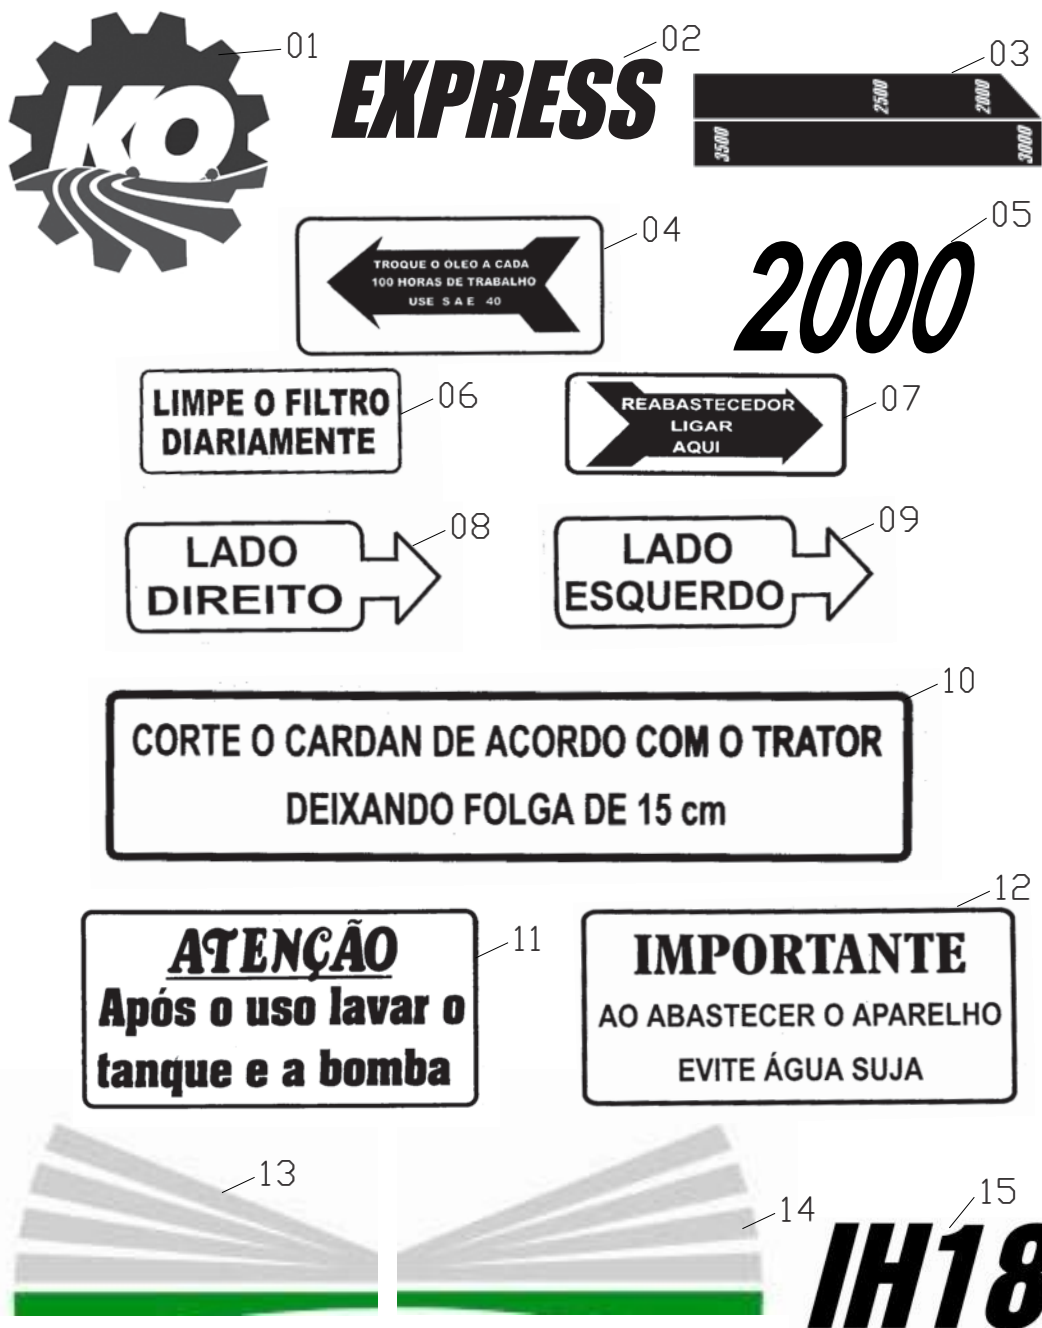 01
KO
EXPRESS
02
03
2500
2000
3500
3000
04
TROQUE O ÓLEO A CADA
100 HORAS DE TRABALHO
USE S A E 40
05
2000
LIMPE O FILTRO
DIARIAMENTE
06
REABASTECEDOR
LIGAR
AQUI
07
LADO
DIREITO
08
LADO
ESQUERDO
09
10
CORTE O CARDAN DE ACORDO COM O TRATOR
DEIXANDO FOLGA DE 15 cm
ATENÇÃO
Após o uso lavar o
tanque e a bomba
11
12
IMPORTANTE
AO ABASTECER O APARELHO
EVITE ÁGUA SUJA
13
14
15
IH18